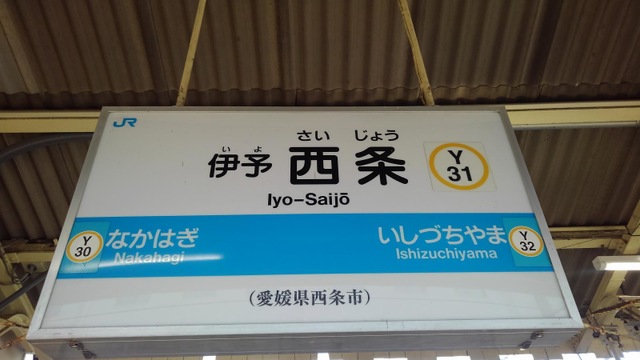 JR
いよ さい じょう
伊予西条
Iyo-Saijō
Y
31
Y
30
なかはぎ
Nakahagi
いしづちやま
Ishizuchiyama
Y
32
(愛媛県西条市)